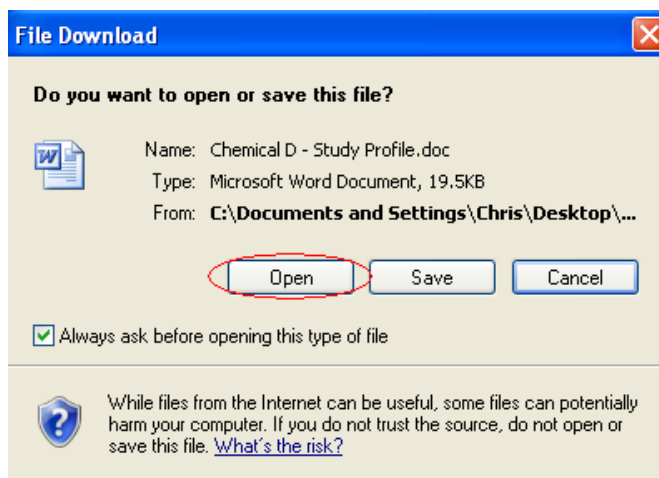 File Download
Do you want to open or save this file?
Name: Chemical D - Study Profile.doc
Type: Microsoft Word Document, 19.5KB
From: C:\Documents and Settings\Chris\Desktop\...
Open Save Cancel
Always ask before opening this type of file
While files from the Internet can be useful, some files can potentially
harm your computer. If you do not trust the source, do not open or
save this file. What's the risk?